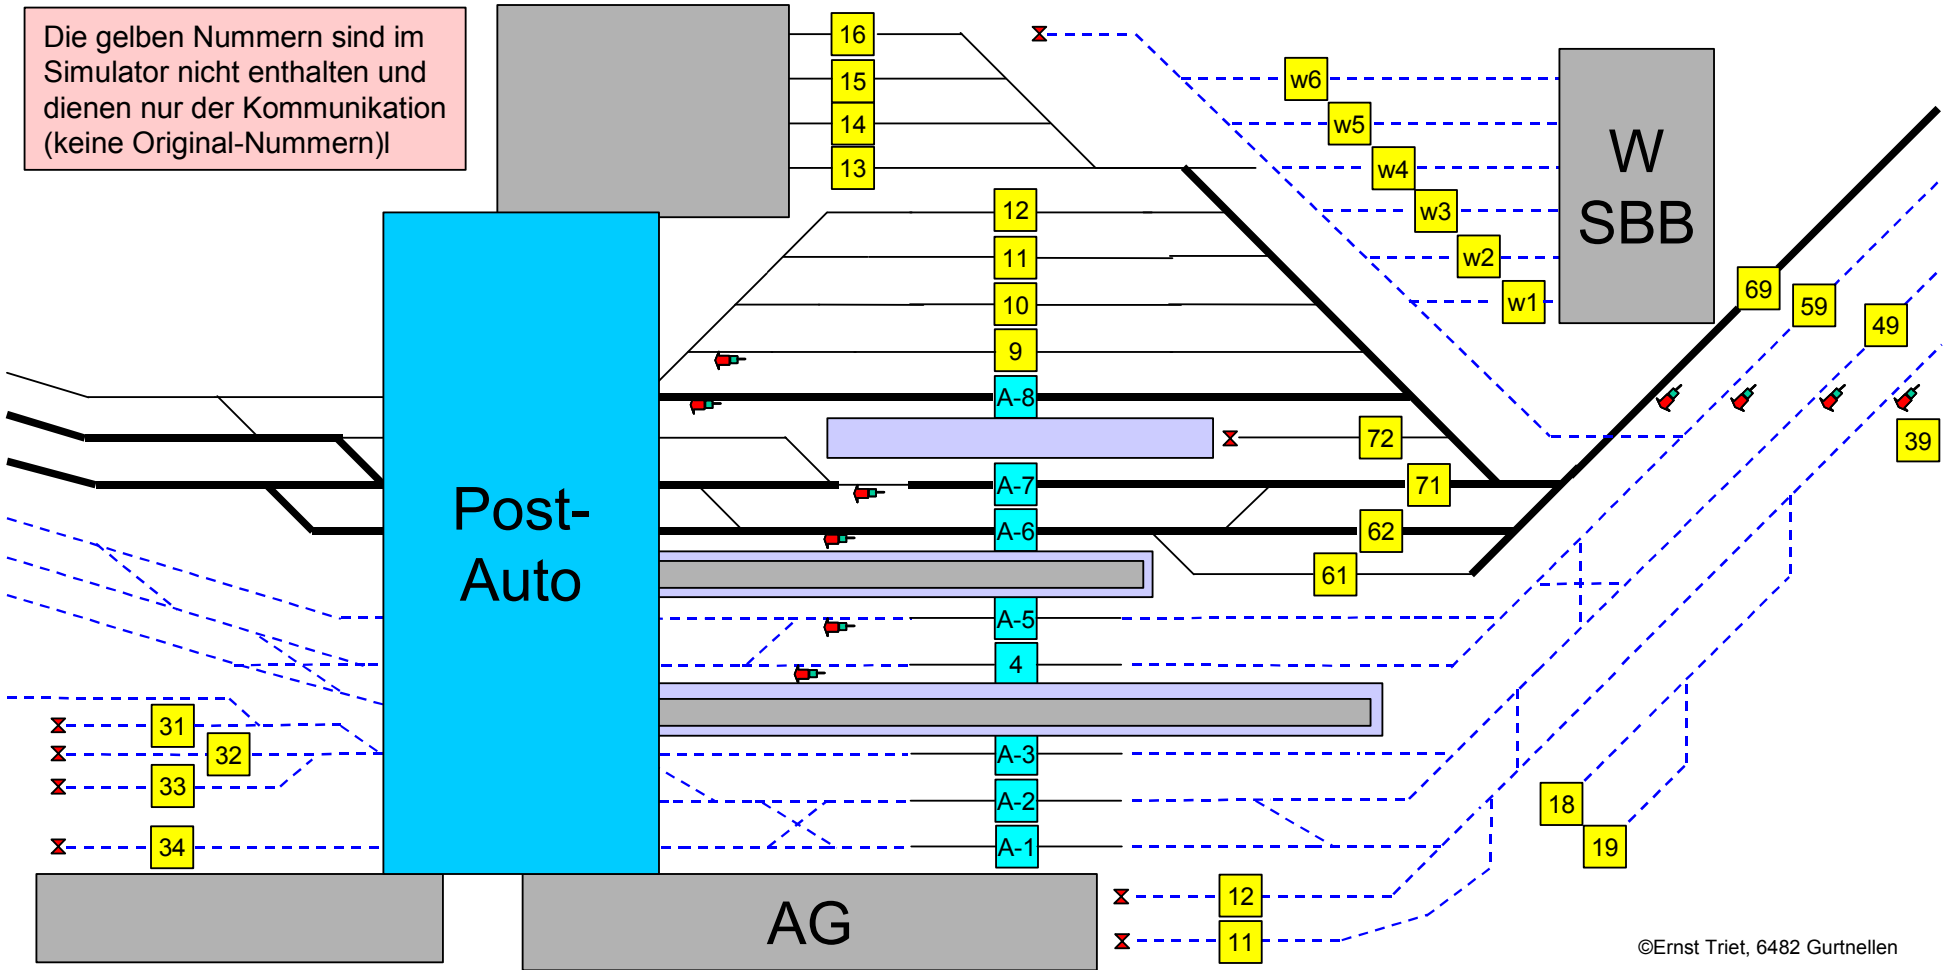 Die gelben Nummern sind im
Simulator nicht enthalten und
dienen nur der Kommunikation
(keine Original-Nummern)l
16
15
14
13
12
11
10
9
A-8
72
A-7
71
A-6
62
61
A-5
4
A-3
A-2
A-1
w6
w5
w4
w3
w2
w1
W
SBB
69
59
49
39
Post-
Auto
31
32
33
34
18
19
12
11
AG
©Ernst Triet, 6482 Gurtnellen